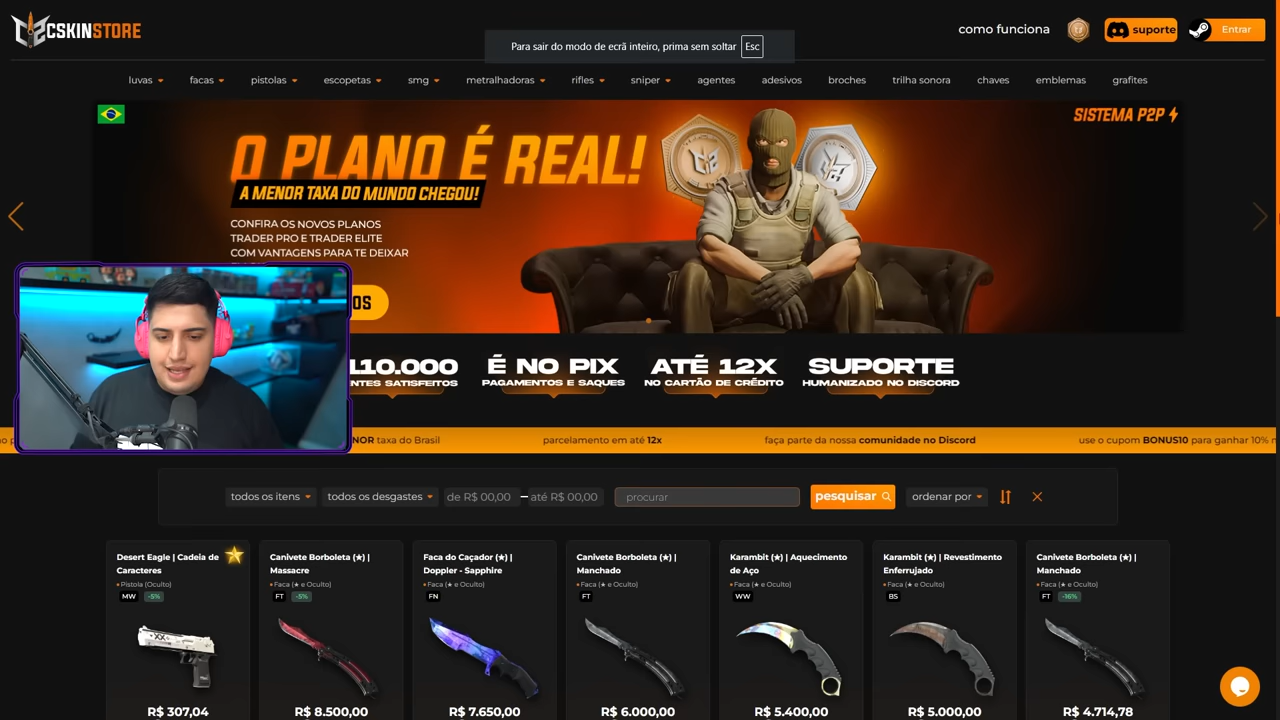 CSKINSTORE
como funciona
suporte
Entrar
Para sair do modo de ecrã inteiro, prima sem soltar Esc
luvas facas pistolas escopetas smg metralhadoras rifles sniper agentes adesivos broches trilha sonora chaves emblemas grafites
SISTEMA P2P
O PLANO É REAL!
A MENOR TAXA DO MUNDO CHEGOU!
CONFIRA OS NOVOS PLANOS
TRADER PRO E TRADER ELITE
COM VANTAGENS PARA TE DEIXAR
OS
110.000 É NO PIX ATÉ 12X SUPORTE
NTES SATISFEITOS PAGAMENTOS E SAQUES NO CARTÃO DE CRÉDITO HUMANIZADO NO DISCORD
NOR taxa do Brasil parcelamento em até 12x faça parte da nossa comunidade no Discord use o cupom BONUS10 para ganhar 10%
todos os itens todos os desgastes de R$ 00,00 até R$ 00,00 procurar pesquisar ordenar por
Desert Eagle | Cadeia de
Caracteres
Pistola (Oculto)
MW -5%
R$ 307,04
Canivete Borboleta (★) |
Massacre
Faca (★ e Oculto)
FT -5%
R$ 8.500,00
Faca do Caçador (★) |
Doppler - Sapphire
Faca (★ e Oculto)
FN
R$ 7.650,00
Canivete Borboleta (★) |
Manchado
Faca (★ e Oculto)
FT
R$ 6.000,00
Karambit (★) | Aquecimento
de Aço
Faca (★ e Oculto)
WW
R$ 5.400,00
Karambit (★) | Revestimento
Enferrujado
Faca (★ e Oculto)
BS
R$ 5.000,00
Canivete Borboleta (★) |
Manchado
Faca (★ e Oculto)
FT -16%
R$ 4.714,78